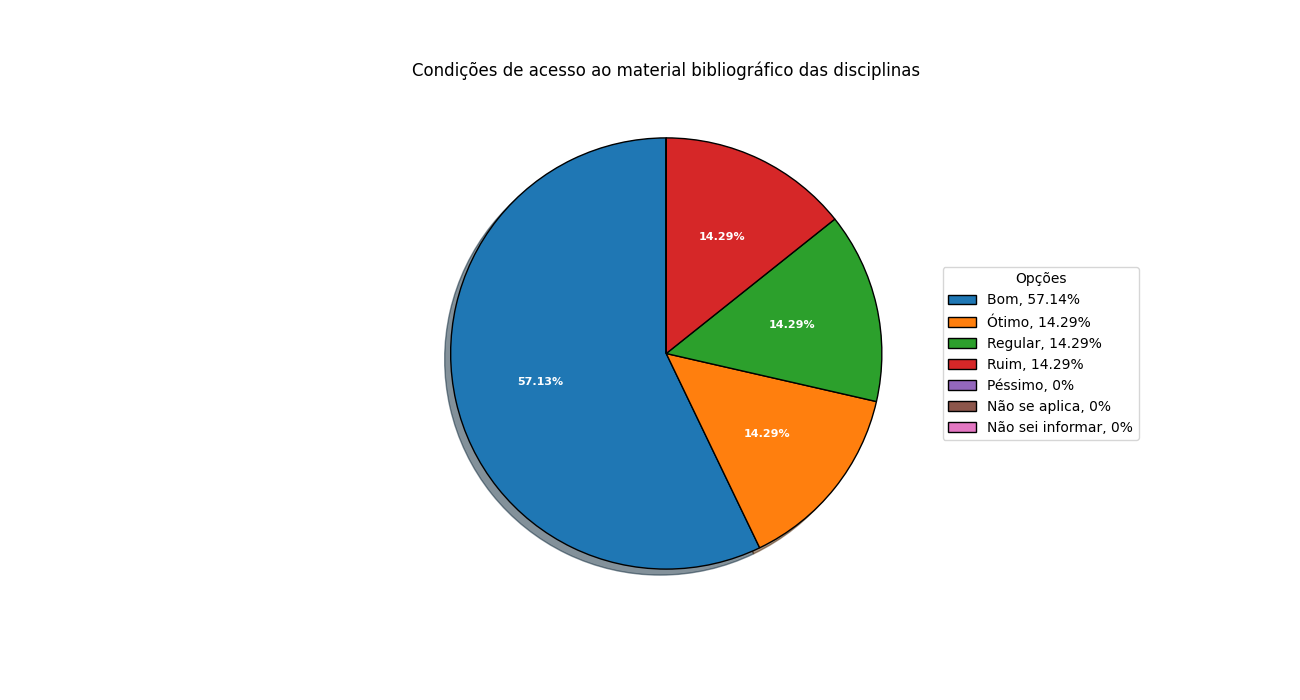 Condições de acesso ao material bibliográfico das disciplinas
14.29%
14.29%
57.13%
14.29%
Opções
Bom, 57.14%
Ótimo, 14.29%
Regular, 14.29%
Ruim, 14.29%
Péssimo, 0%
Não se aplica, 0%
Não sei informar, 0%